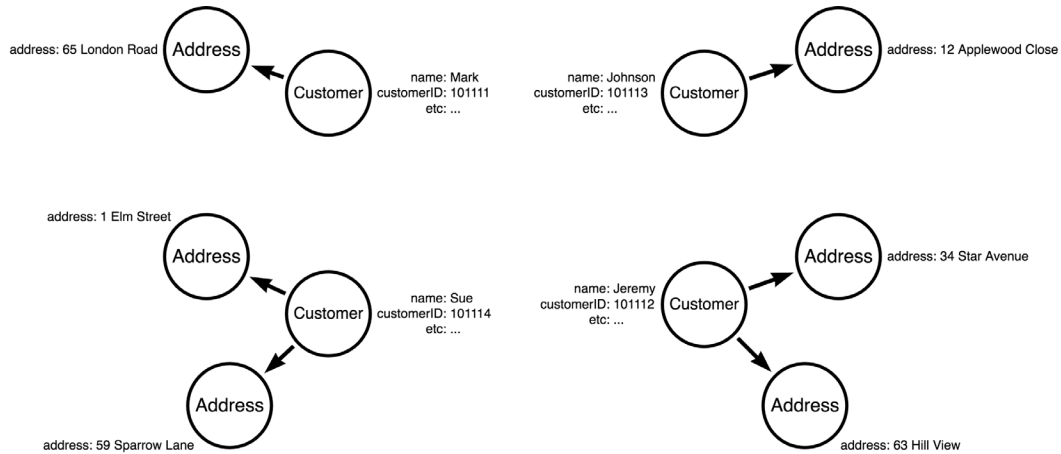 address: 65 London Road
Address
Customer
name: Mark
customerID: 101111
etc: ...
name: Johnson
customerID: 101113
etc: ...
Customer
Address
address: 12 Applewood Close
address: 1 Elm Street
Address
Customer
name: Sue
customerID: 101114
etc: ...
Address
address: 59 Sparrow Lane
name: Jeremy
customerID: 101112
etc: ...
Customer
Address
address: 34 Star Avenue
Address
address: 63 Hill View